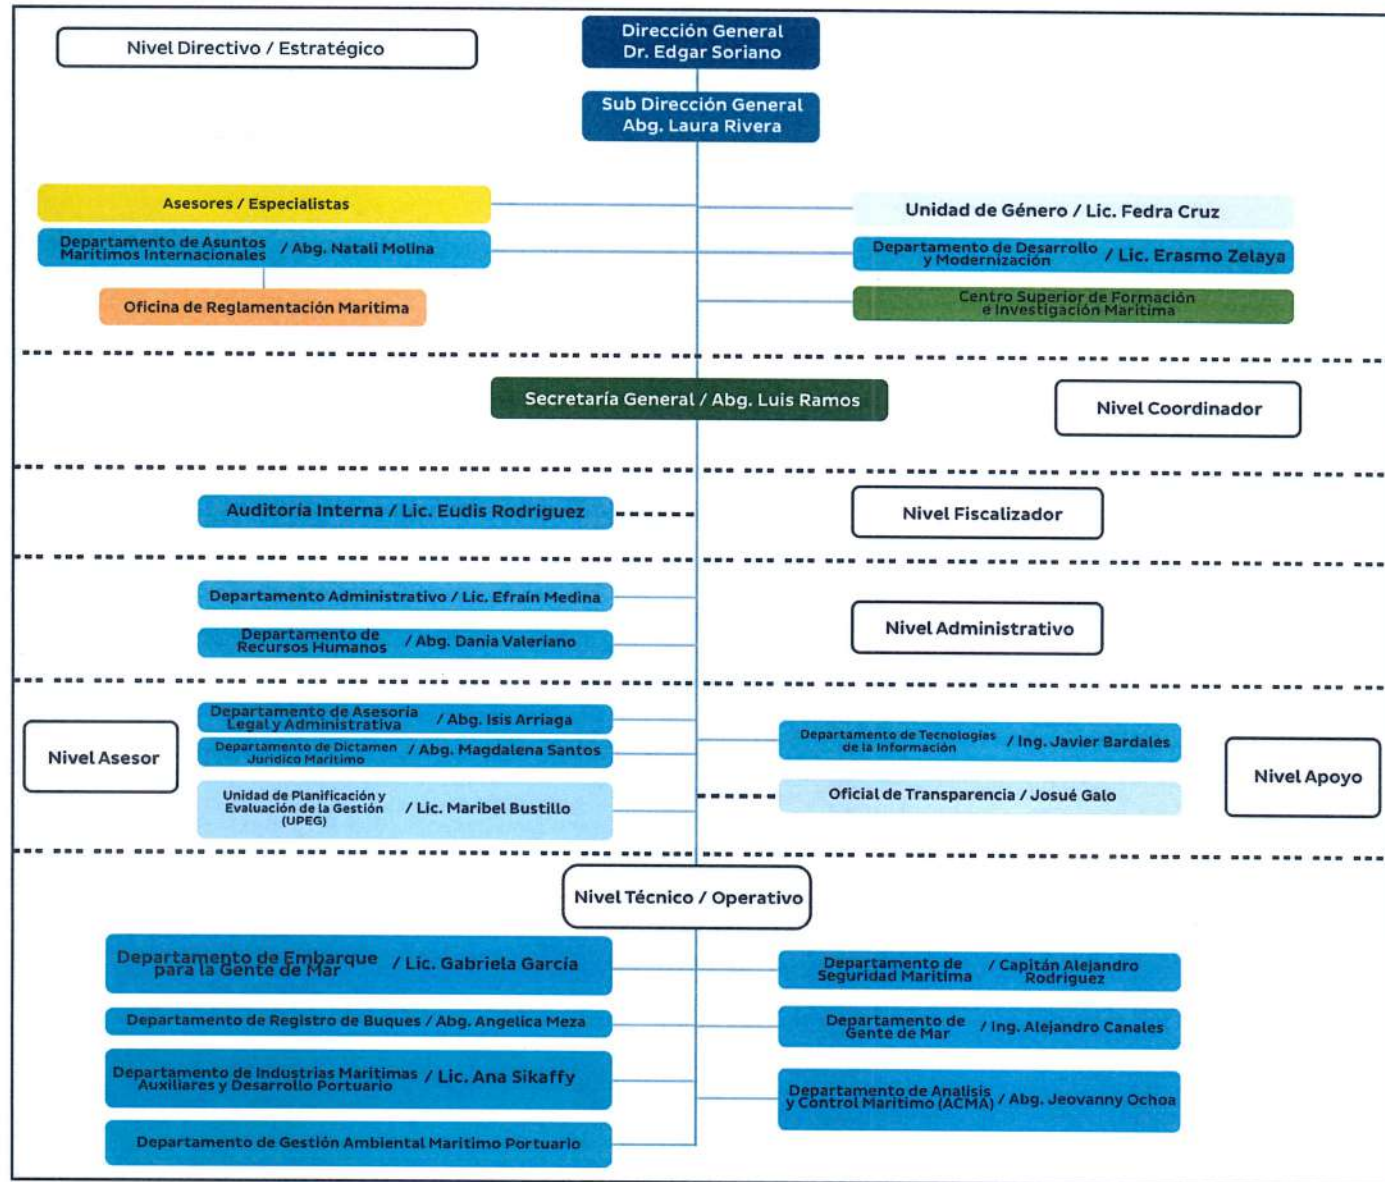 Nivel Directivo / Estratégico
Dirección General
Dr. Edgar Soriano
Sub Dirección General
Abg. Laura Rivera
Asesores / Especialistas
Unidad de Género / Lic. Fedra Cruz
Departamento de Asuntos
Marítimos Internacionales / Abg. Natali Molina
Departamento de Desarrollo
y Modernización / Lic. Erasmo Zelaya
Oficina de Reglamentación Marítima
Centro Superior de Formación
e Investigación Marítima
Secretaría General / Abg. Luis Ramos
Nivel Coordinador
Auditoría Interna / Lic. Eudis Rodriguez
Nivel Fiscalizador
Departamento Administrativo / Lic. Efraín Medina
Departamento de
Recursos Humanos / Abg. Dania Valeriano
Nivel Administrativo
Nivel Asesor
Departamento de Asesoría
Legal y Administrativa / Abg. Isis Arriaga
Departamento de Dictamen
Jurídico Marítimo / Abg. Magdalena Santos
Unidad de Planificación y
Evaluación de la Gestión / Lic. Maribel Bustillo
(UPEG)
Departamento de Tecnologías
de la Información / Ing. Javier Bardales
Oficial de Transparencia / Josué Galo
Nivel Apoyo
Nivel Técnico / Operativo
Departamento de Embarque
para la Gente de Mar / Lic. Gabriela García
Departamento de Registro de Buques / Abg. Angelica Meza
Departamento de Industrias Marítimas
Auxiliares y Desarrollo Portuario / Lic. Ana Sikaffy
Departamento de Gestión Ambiental Marítimo Portuario
Departamento de / Capitán Alejandro
Seguridad Marítima Rodríguez
Departamento de
Gente de Mar / Ing. Alejandro Canales
Departamento de Analisis
y Control Marítimo (ACMA) / Abg. Jeovanny Ochoa